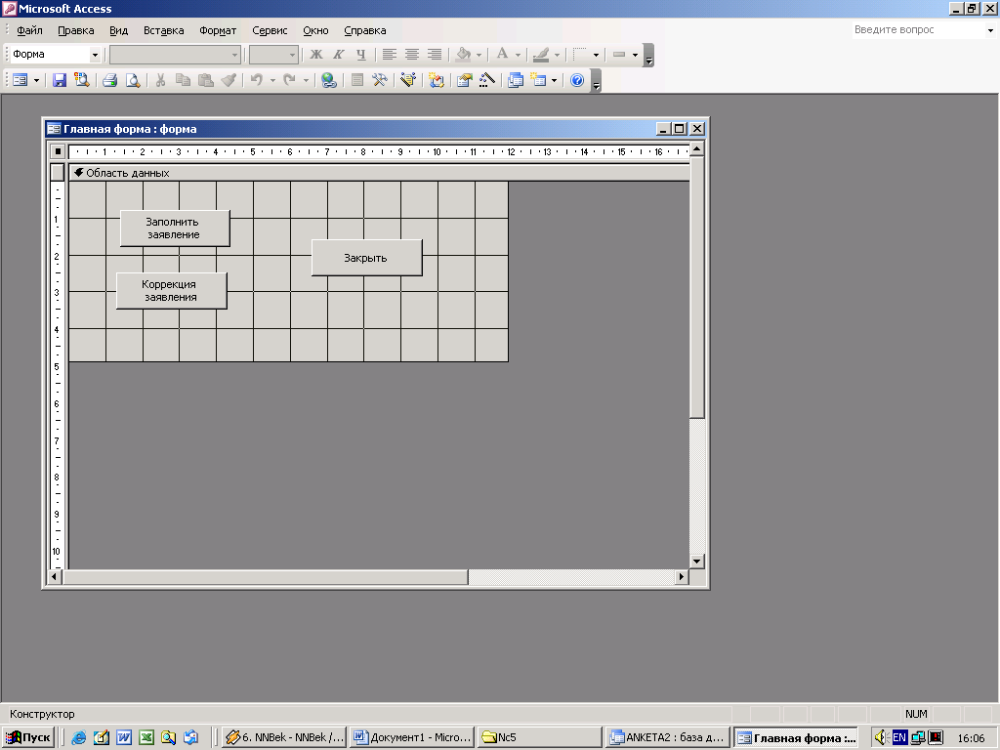 Microsoft Access
Файл Правка Вид Вставка Формат Сервис Окно Справка Введите вопрос
Форма Ж К Ч
Главная форма : форма
1 2 3 4 5 6 7 8 9 10 11 12 13 14 15 16
Область данных
1
Заполнить
заявление
2
Закрыть
3
Коррекция
заявления
4
5
6
7
8
9
10
Конструктор NUM
Пуск 6. NNBek - NNBek /... Документ1 - Micro... Nc5 ANKETA2 : база д... Главная форма :... EN 16:06